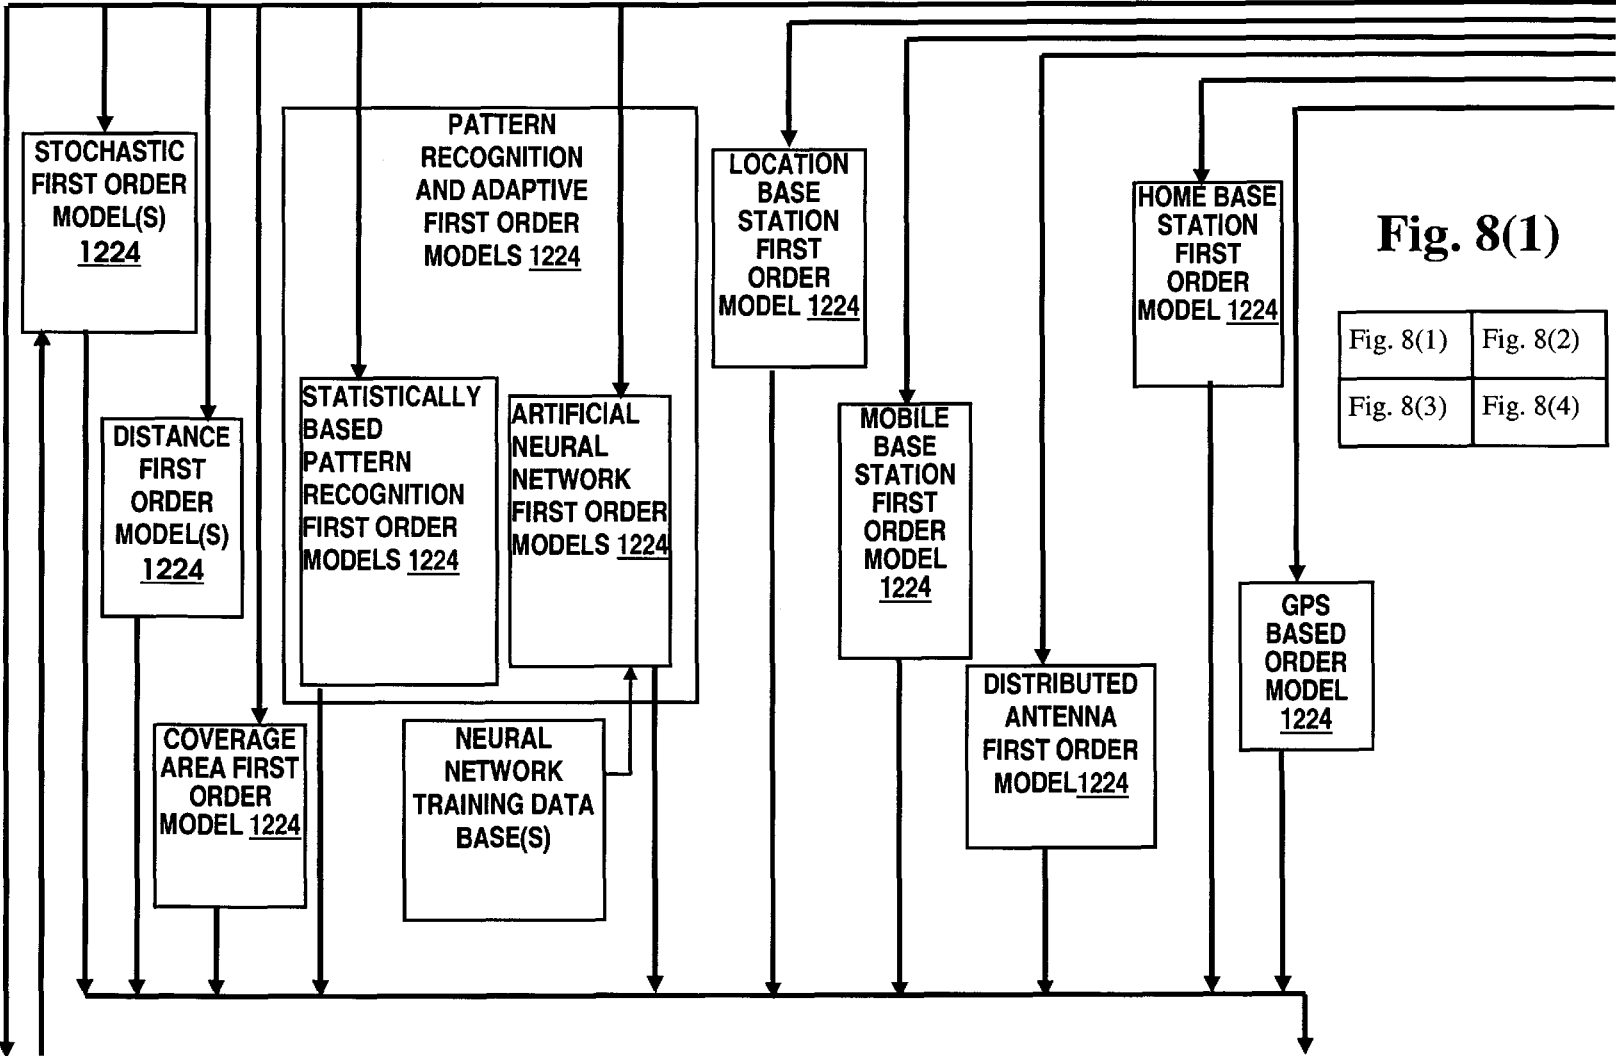 STOCHASTIC
FIRST ORDER
MODEL(S)
1224
PATTERN
RECOGNITION
AND ADAPTIVE
FIRST ORDER
MODELS 1224
LOCATION
BASE
STATION
FIRST
ORDER
MODEL 1224
HOME BASE
STATION
FIRST
ORDER
MODEL 1224
Fig. 8(1)
Fig. 8(1)
Fig. 8(2)
Fig. 8(3)
Fig. 8(4)
DISTANCE
FIRST
ORDER
MODEL(S)
1224
STATISTICALLY
BASED
PATTERN
RECOGNITION
FIRST ORDER
MODELS 1224
ARTIFICIAL
NEURAL
NETWORK
FIRST ORDER
MODELS 1224
MOBILE
BASE
STATION
FIRST
ORDER
MODEL
1224
GPS
BASED
ORDER
MODEL
1224
DISTRIBUTED
ANTENNA
FIRST ORDER
MODEL1224
COVERAGE
AREA FIRST
ORDER
MODEL 1224
NEURAL
NETWORK
TRAINING DATA
BASE(S)